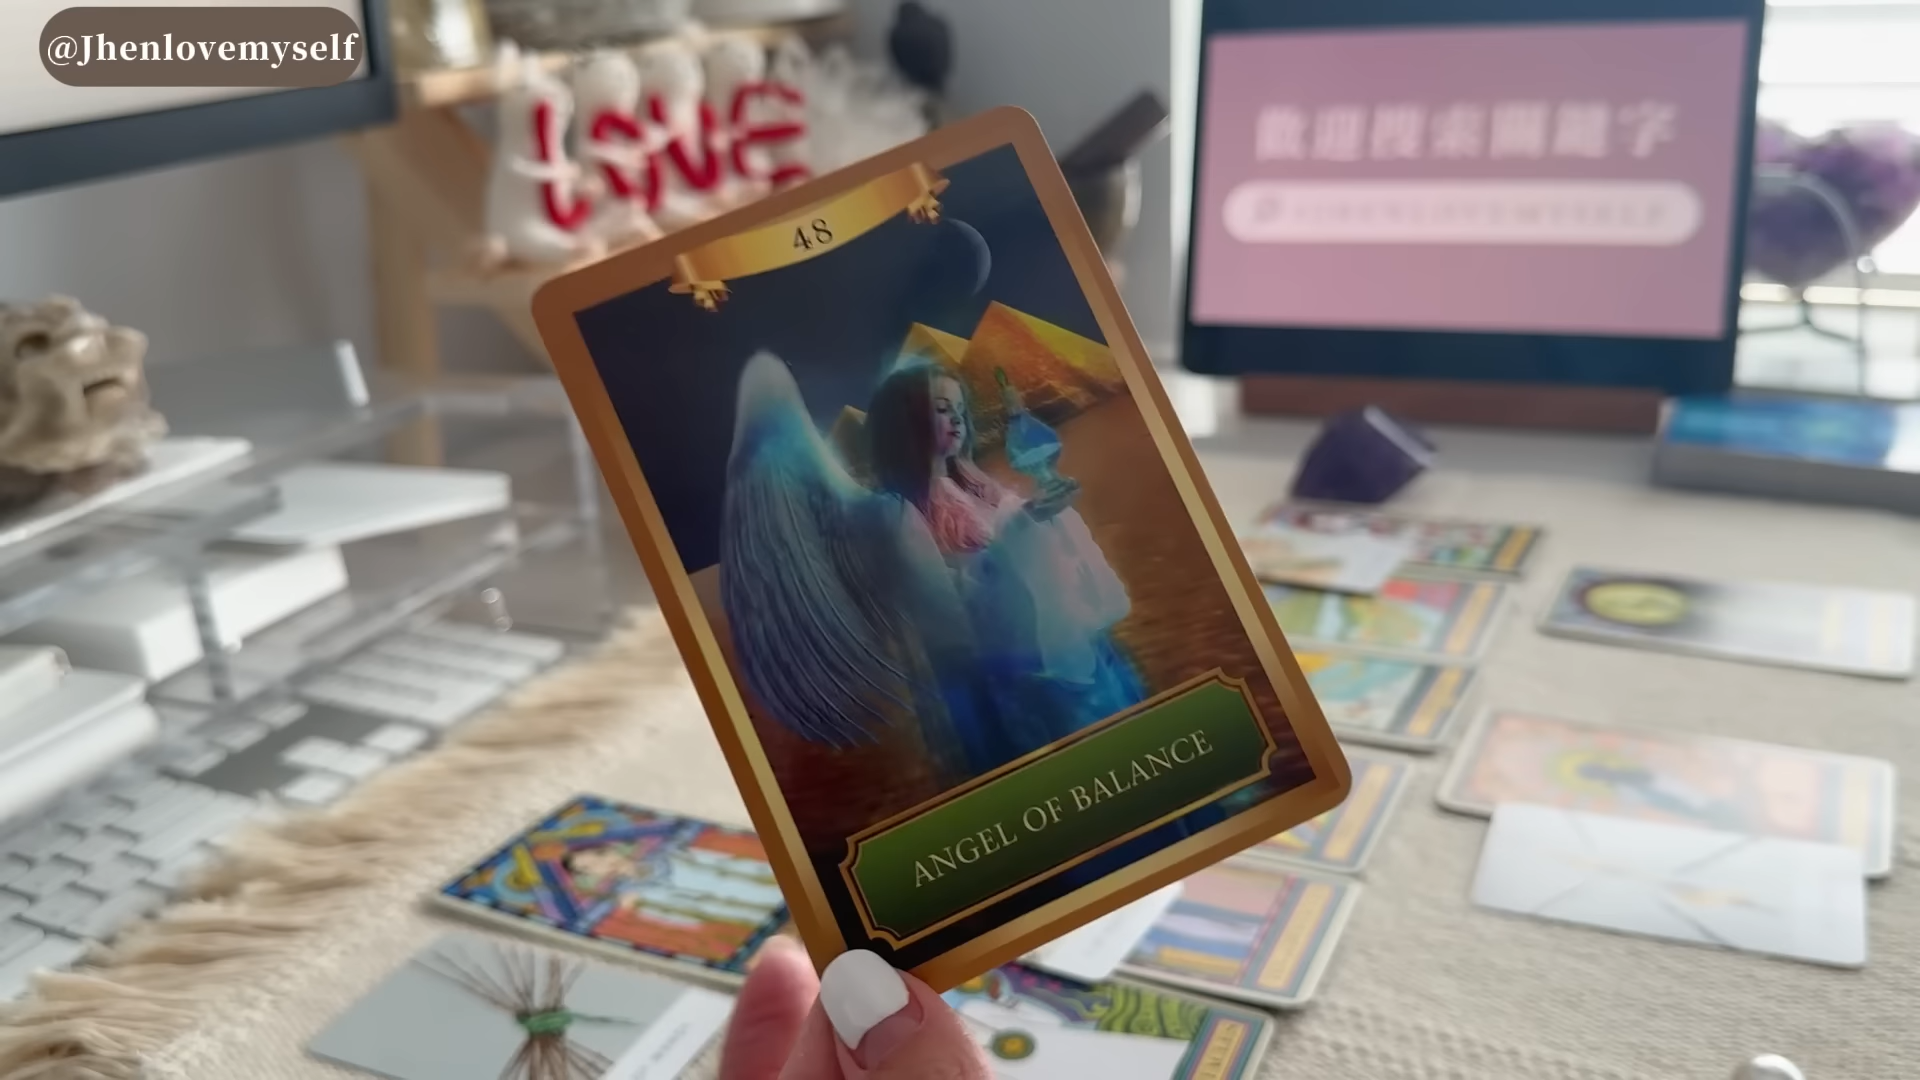 @Jhenlovemyself
LOVE
歡迎搜索關鍵字
48
ANGEL OF BALANCE